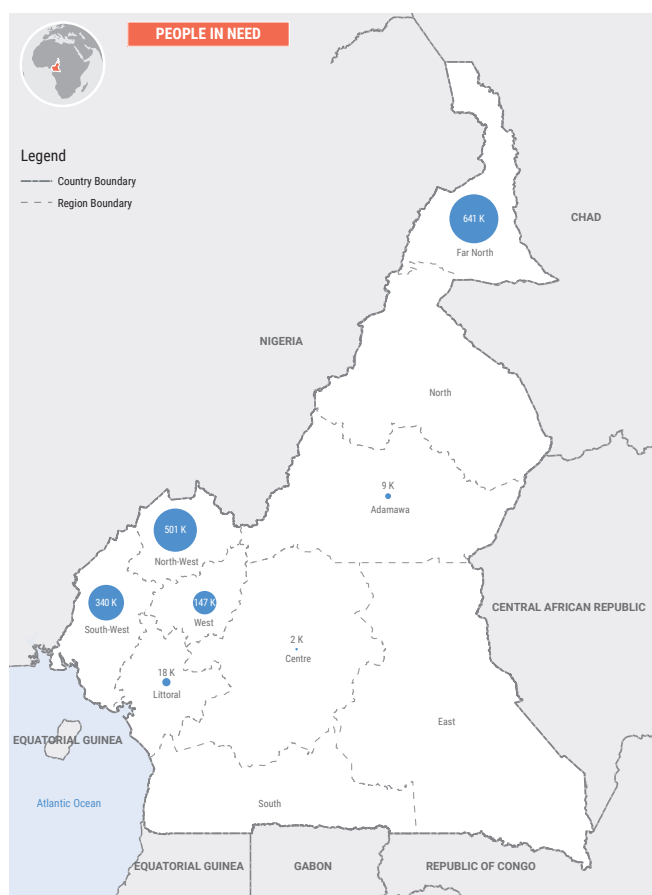 PEOPLE IN NEED
Legend
Country Boundary
Region Boundary
641 K
Far North
CHAD
NIGERIA
North
9 K
Adamawa
501 K
North-West
340 K
South-West
147 K
West
CENTRAL AFRICAN REPUBLIC
2 K
Centre
18 K
Littoral
East
EQUATORIAL GUINEA
Atlantic Ocean
South
EQUATORIAL GUINEA
GABON
REPUBLIC OF CONGO